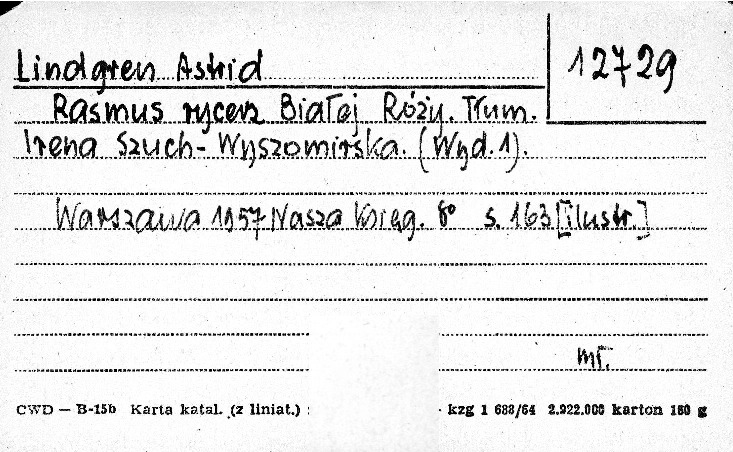 Lindgren Astrid
12729
Rasmus rycerz Białej Róży. Tłum.
Irena Szuch-Wyszomirska. (Wyd. 1).
Warszawa 1957 Nasza Księg. 8° s. 163 [ilustr.]
mł.
CWD — B-15b Karta katal. (z liniat.) : · kzg 1 688/64 2.922.000 karton 180 g